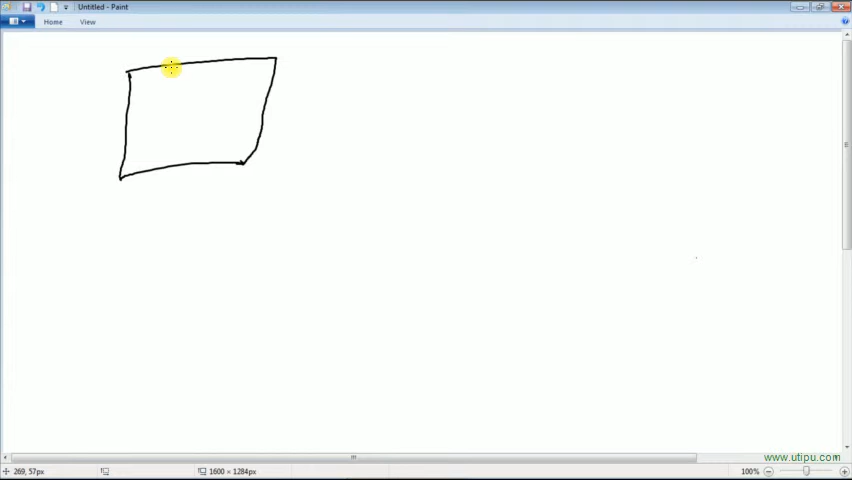 Untitled - Paint
Home View
www.utipu.com
269, 57px 1600 × 1284px 100%